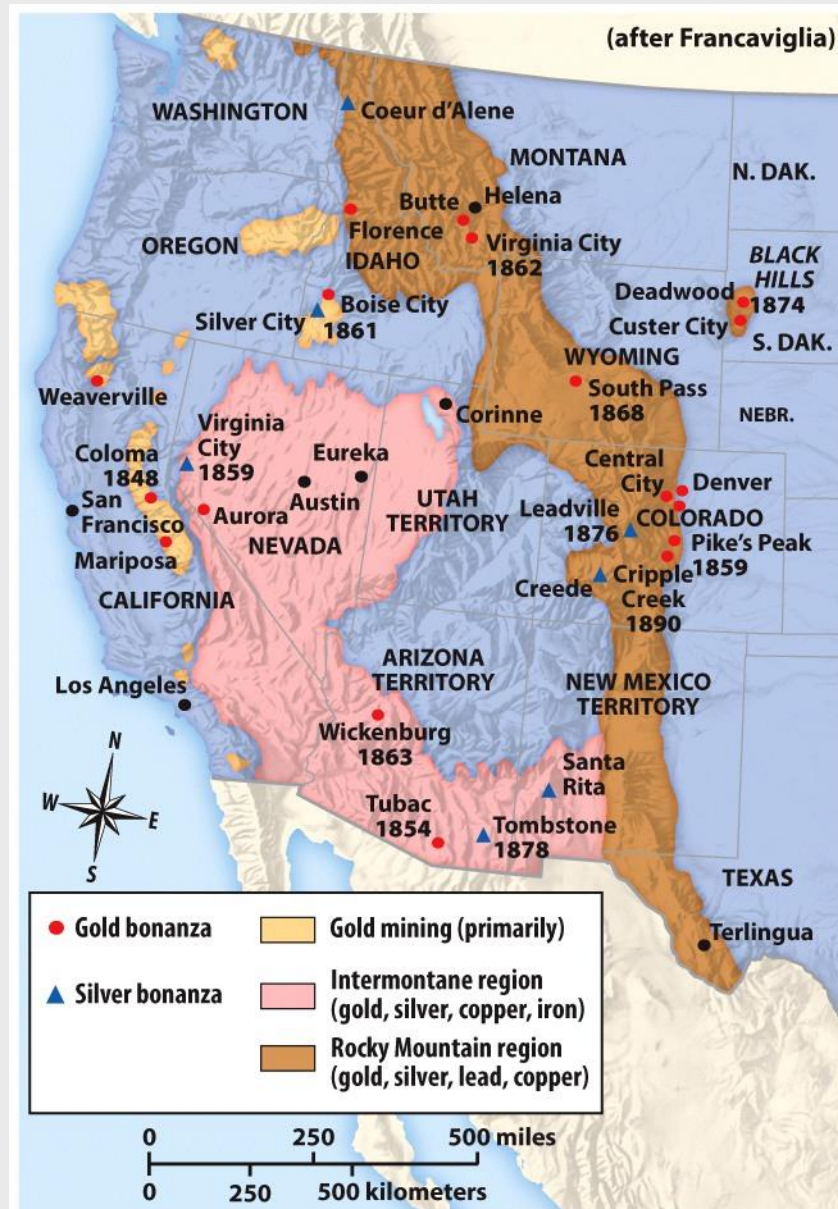 (after Francaviglia)
WASHINGTON
Coeur d'Alene
MONTANA
N. DAK.
Butte
Helena
Florence
Virginia City
1862
OREGON
IDAHO
BLACK
HILLS
1874
Deadwood
Custer City
S. DAK.
Silver City
Boise City
1861
WYOMING
South Pass
1868
NEBR.
Weaverville
Corinne
Virginia
City
1859
Coloma
1848
Eureka
Austin
San
Francisco
Aurora
NEVADA
Mariposa
UTAH
TERRITORY
Central
City
Denver
Leadville
1876
COLORADO
Pike's Peak
1859
Creede
Cripple
Creek
1890
CALIFORNIA
Los Angeles
ARIZONA
TERRITORY
NEW MEXICO
TERRITORY
Wickenburg
1863
Santa
Rita
Tubac
1854
Tombstone
1878
N
W
E
S
TEXAS
Terlingua
Gold bonanza
Silver bonanza
Gold mining (primarily)
Intermontane region
(gold, silver, copper, iron)
Rocky Mountain region
(gold, silver, lead, copper)
0 250 500 miles
0 250 500 kilometers